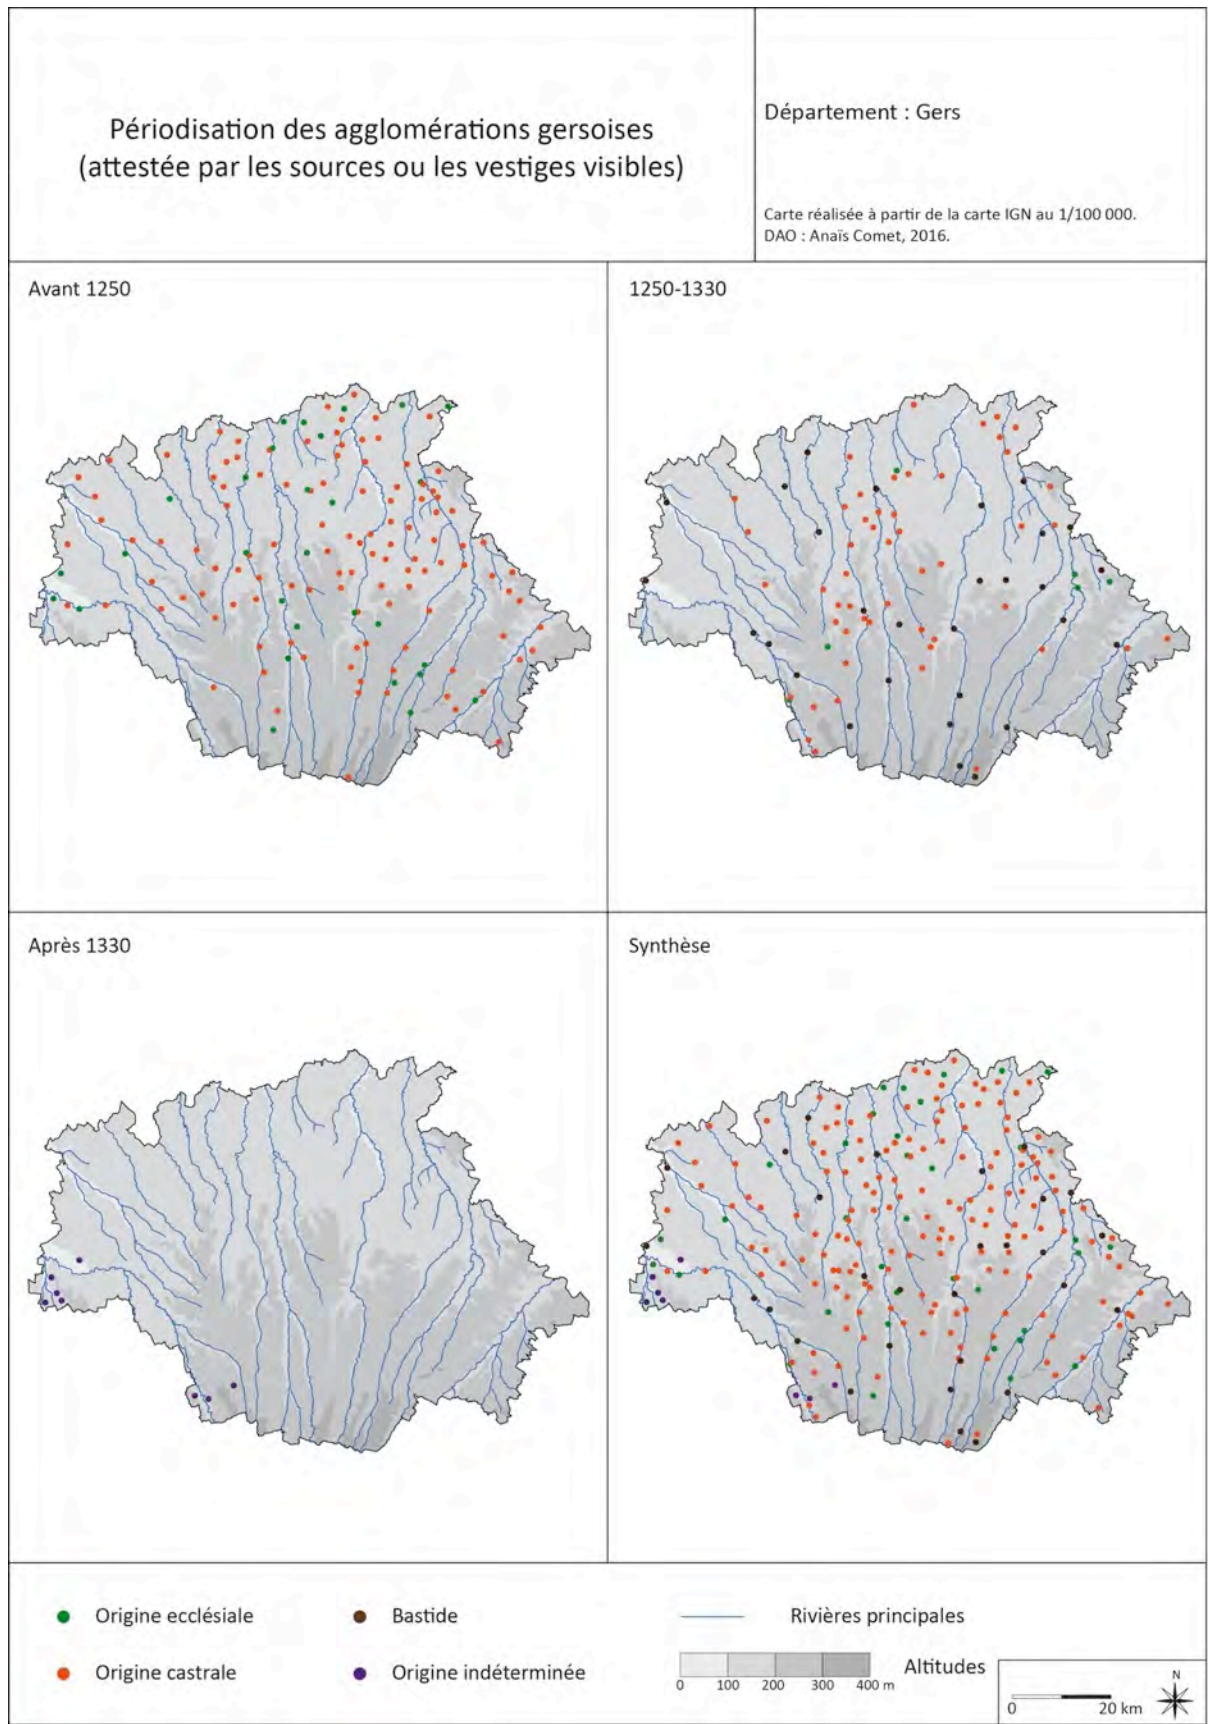 Périodisation des agglomérations gersoises
(attestée par les sources ou les vestiges visibles)
Département : Gers
Carte réalisée à partir de la carte IGN au 1/100 000.
DAO : Anaïs Comet, 2016.
Avant 1250
1250-1330
Après 1330
Synthèse
Origine ecclésiale
Bastide
Rivières principales
Origine castrale
Origine indéterminée
Altitudes
0 100 200 300 400 m
N
0 20 km